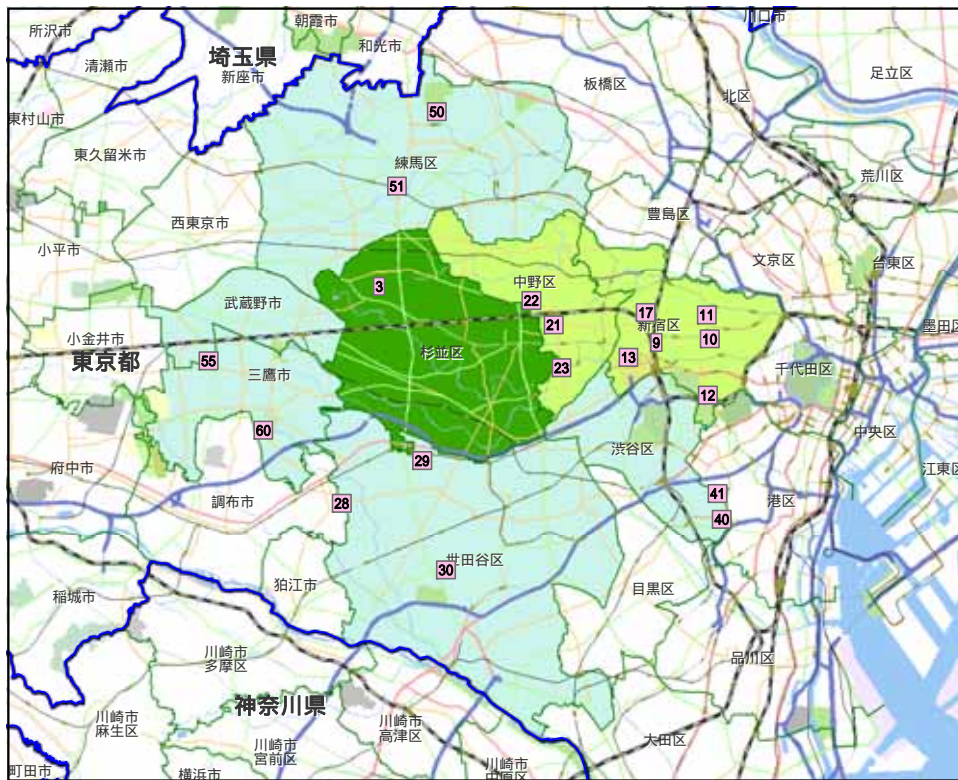 川口市
朝霞市
所沢市
和光市
埼玉県
清瀬市
新座市
足立区
板橋区
北区
50
東村山市
東久留米市
練馬区
荒川区
51
豊島区
西東京市
小平市
文京区
台東区
中野区
3
武蔵野市
22
17
11
新宿区
墨田区
21
小金井市
10
9
杉並区
13
東京都
55
23
千代田区
三鷹市
12
60
中央区
渋谷区
29
府中市
江東区
41
28
調布市
港区
40
世田谷区
30
狛江市
目黒区
稲城市
川崎市
多摩区
品川区
神奈川県
川崎市
麻生区
川崎市
高津区
川崎市
宮前区
大田区
川崎市
中原区
町田市
横浜市